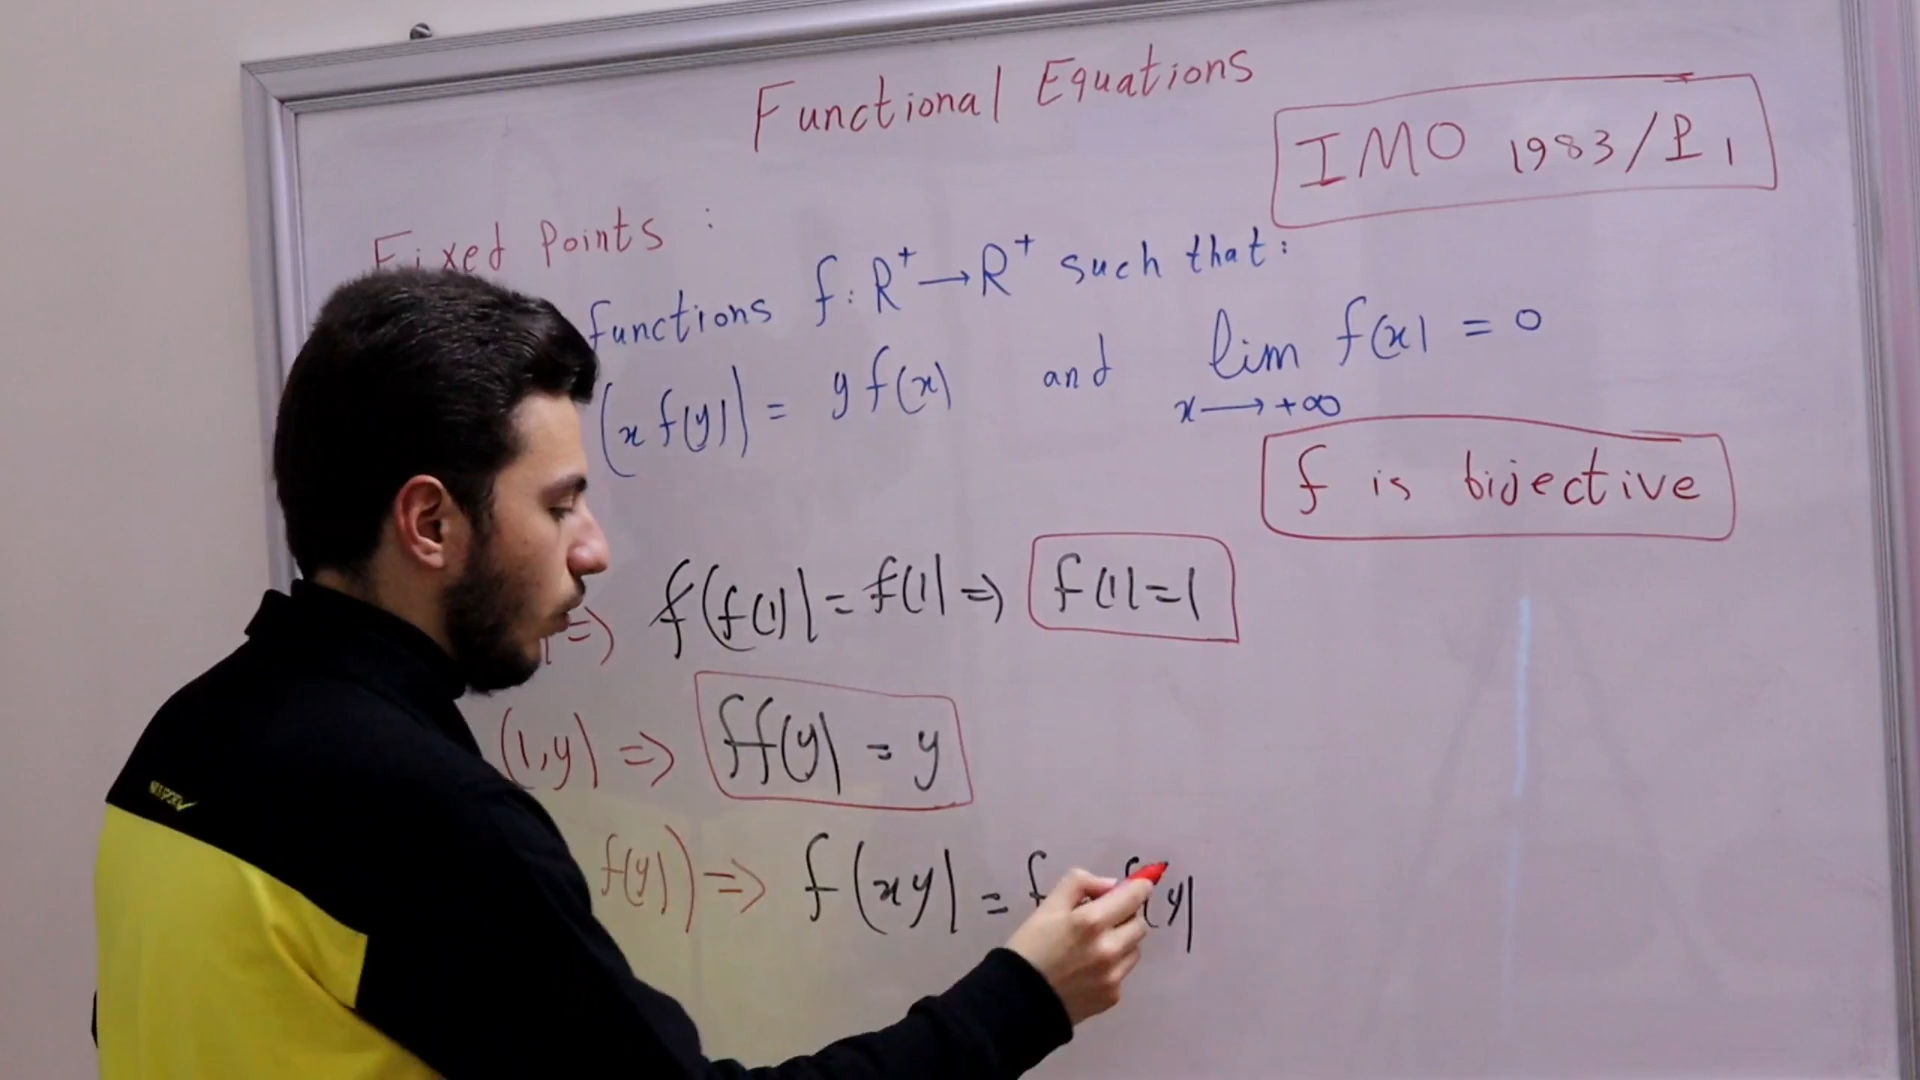 Functional Equations
IMO 1983/P1
Fixed Points :
functions f: R⁺ → R⁺ such that:
(x f(y)) = y f(x) and lim f(x) = 0
x → +∞
f is bijective
=> f(f(1)) = f(1) => f(1) = 1
(1,y) => ff(y) = y
f(y)) => f(xy) = f (y)